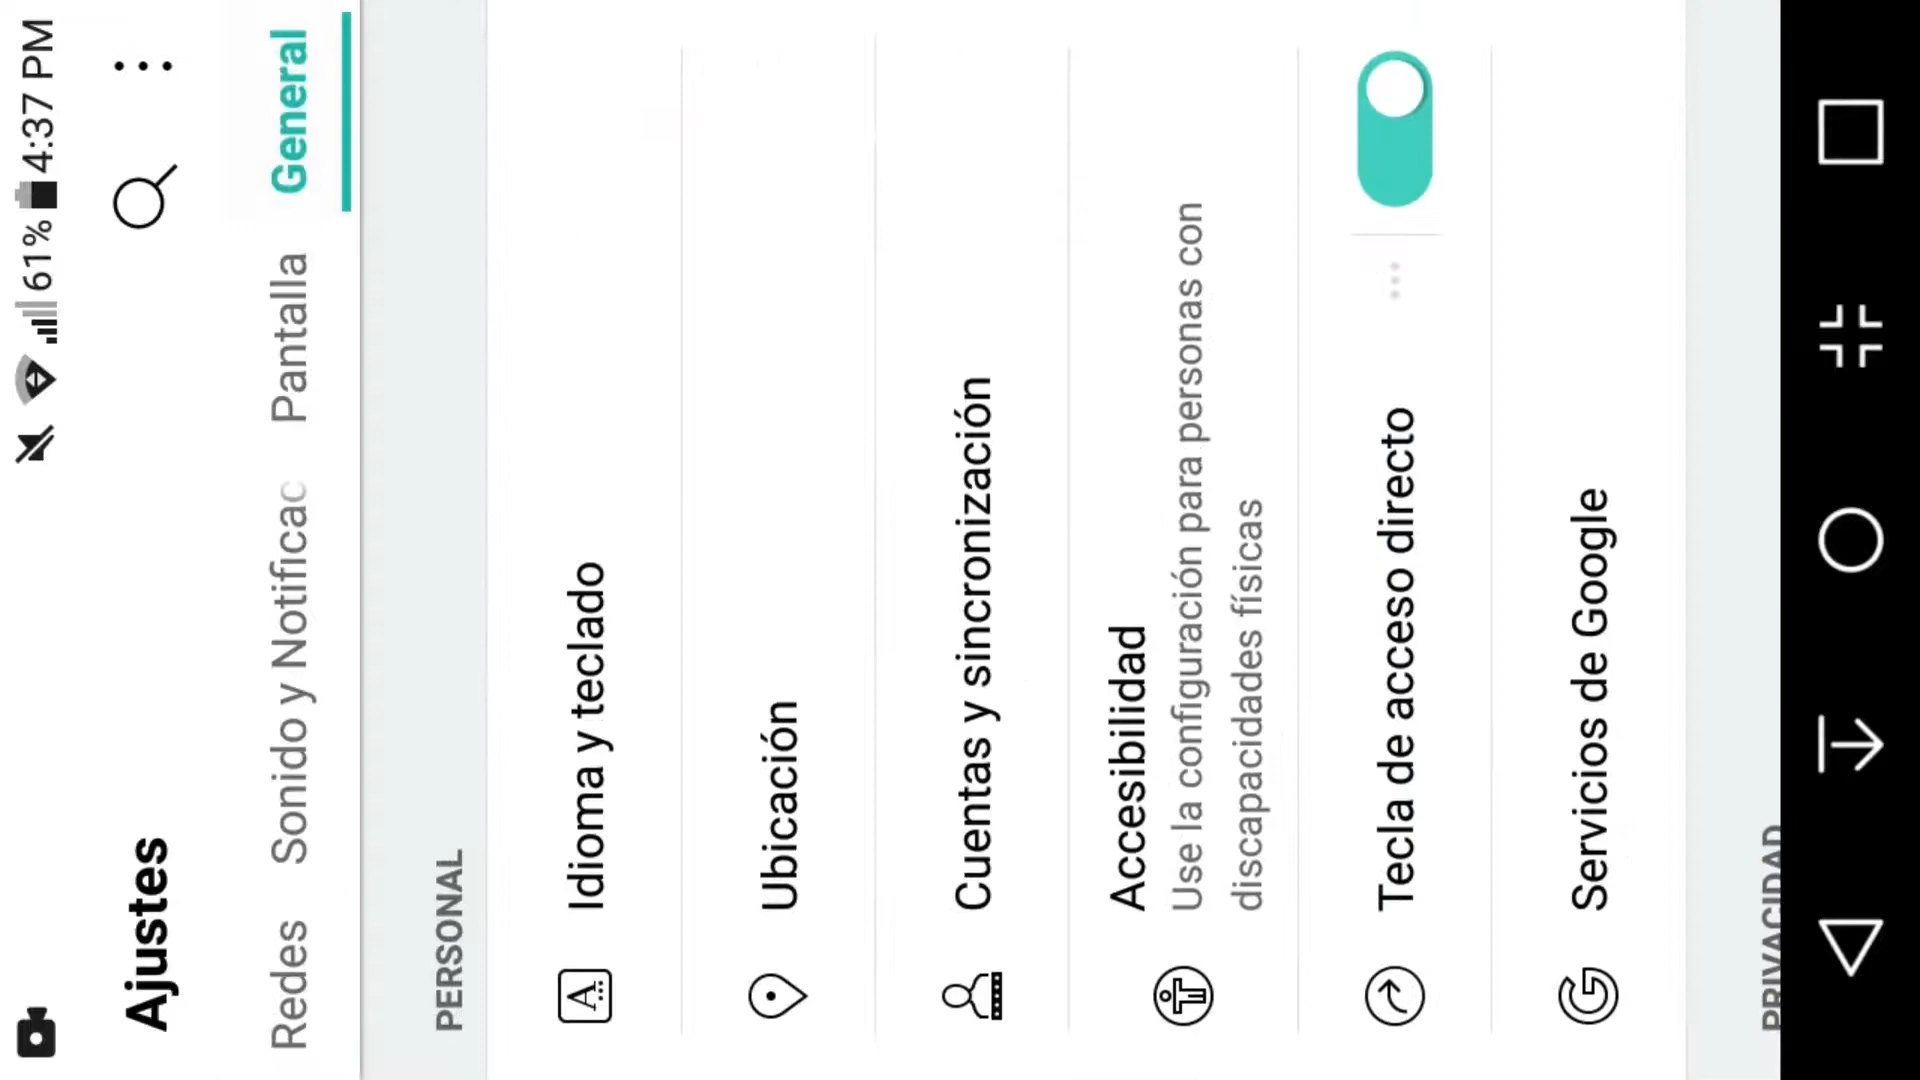 61% 4:37 PM
Ajustes
Redes Sonido y Notificac Pantalla General
PERSONAL
Idioma y teclado
Ubicación
Cuentas y sincronización
Accesibilidad
Use la configuración para personas con
discapacidades físicas
Tecla de acceso directo
Servicios de Google
PRIVACIDAD